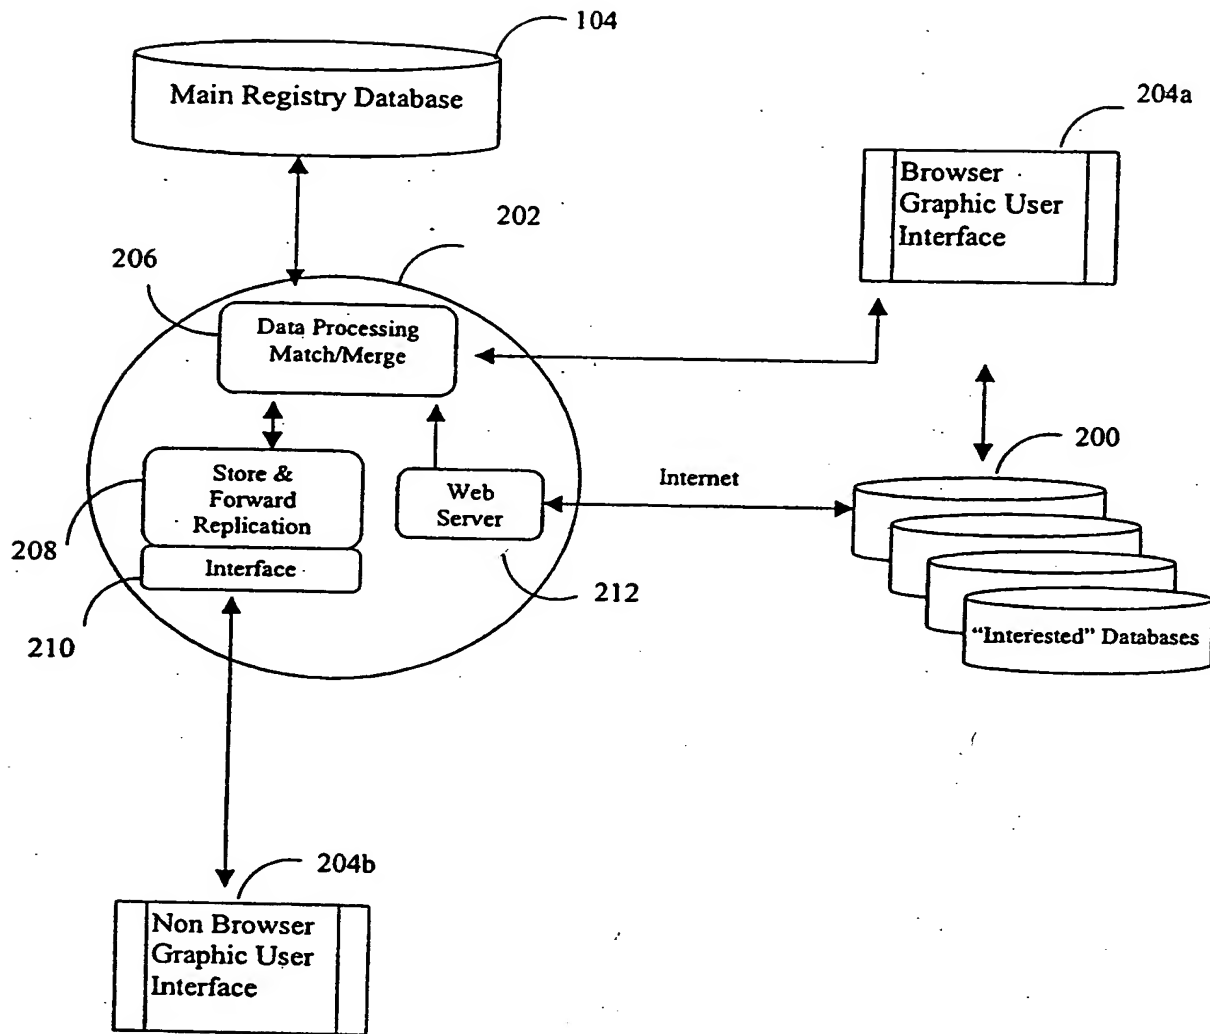 104
Main Registry Database
204a
Browser
Graphic User
Interface
202
206
Data Processing
Match/Merge
200
Store &
Forward
Replication
Web
Server
Internet
208
Interface
212
210
"Interested" Databases
204b
Non Browser
Graphic User
Interface